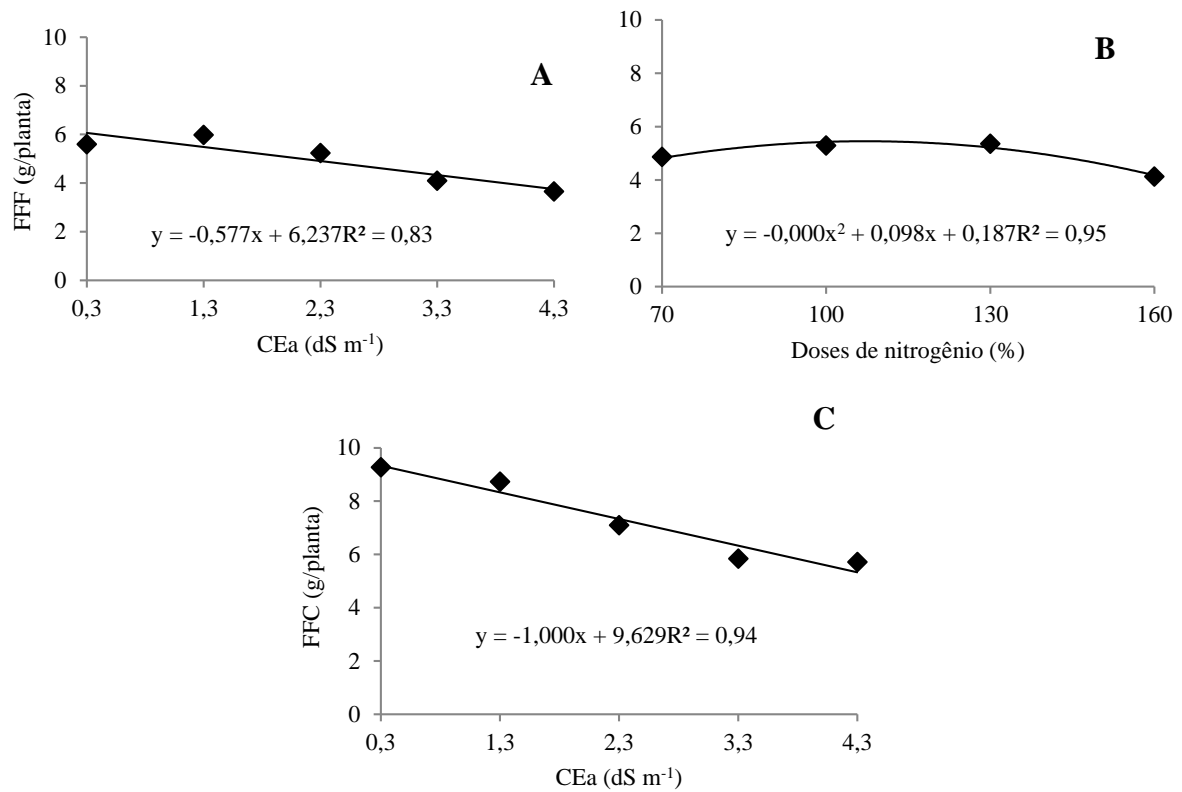 A
FFF (g/planta)
10
8
6
4
2
0
y = -0,577x + 6,237R² = 0,83
0,3 1,3 2,3 3,3 4,3
CEa (dS m⁻¹)
B
10
8
6
4
2
0
y = -0,000x² + 0,098x + 0,187R² = 0,95
70 100 130 160
Doses de nitrogênio (%)
C
FFC (g/planta)
10
8
6
4
2
0
y = -1,000x + 9,629R² = 0,94
0,3 1,3 2,3 3,3 4,3
CEa (dS m⁻¹)